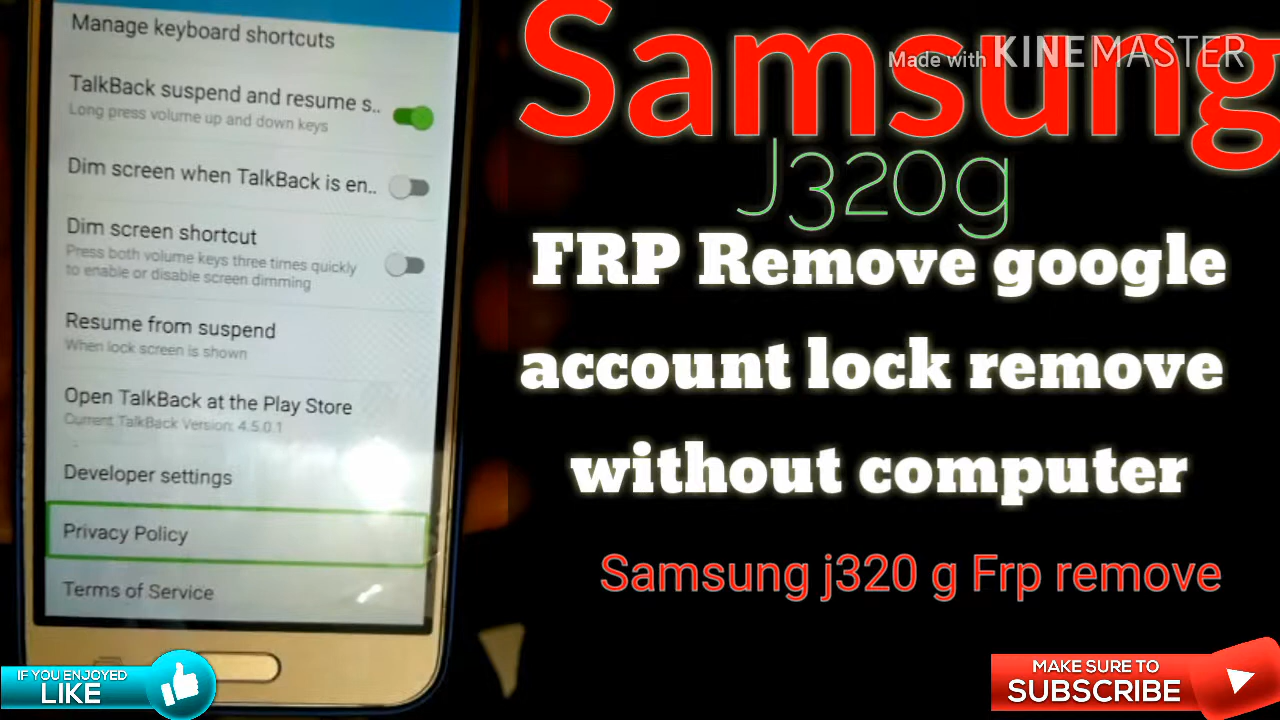 Manage keyboard shortcuts
TalkBack suspend and resume s..
Long press volume up and down keys
Dim screen when TalkBack is en..
Dim screen shortcut
Press both volume keys three times quickly
to enable or disable screen dimming
Resume from suspend
When lock screen is shown
Open TalkBack at the Play Store
Current TalkBack Version: 4.5.0.1
Developer settings
Privacy Policy
Terms of Service
IF YOU ENJOYED
LIKE
Samsung
Made with KINEMASTER
J320g
FRP Remove google
account lock remove
without computer
Samsung j320 g Frp remove
MAKE SURE TO
SUBSCRIBE